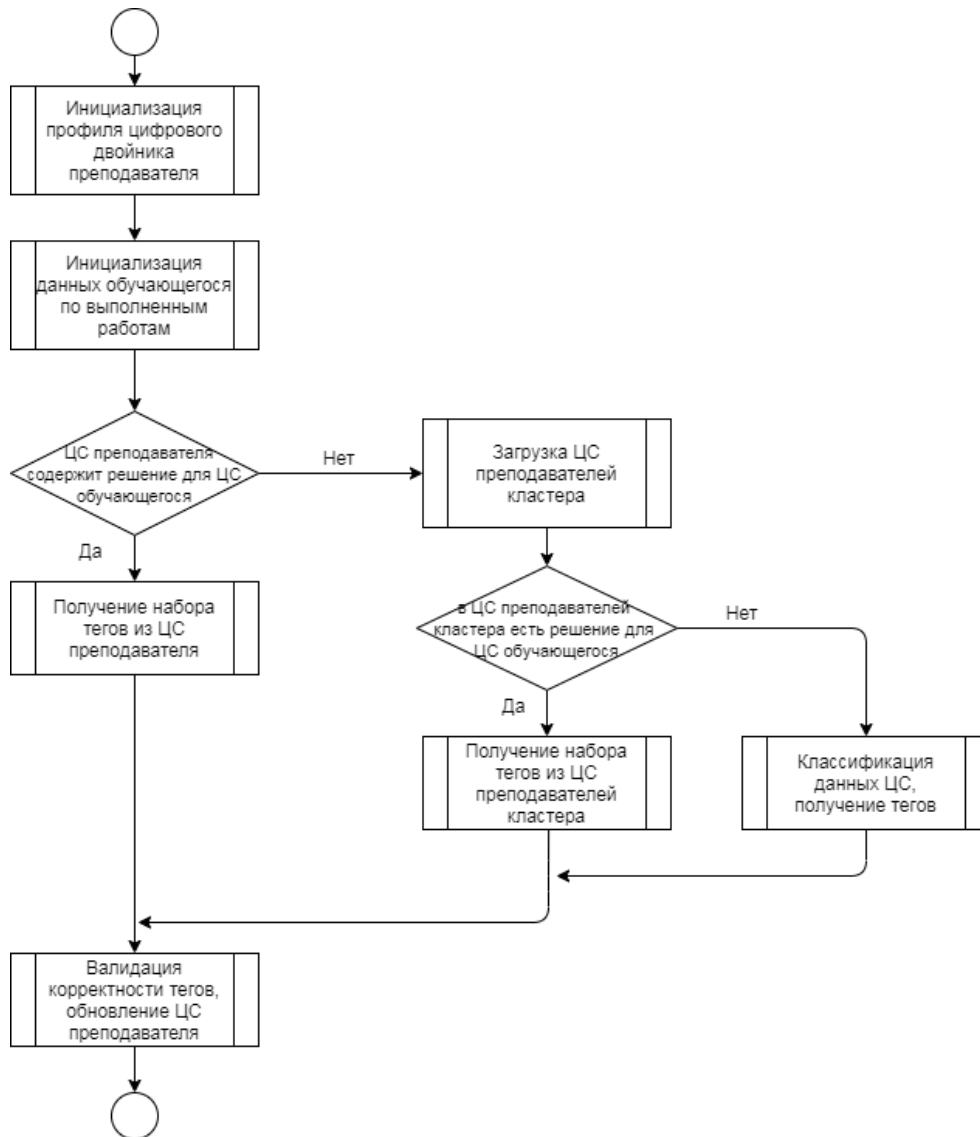 Инициализация
профиля цифрового
двойника
преподавателя
Инициализация
данных обучающегося
по выполненным
работам
ЦС преподавателя
содержит решение для ЦС
обучающегося
Нет
Да
Загрузка ЦС
преподавателей
кластера
Получение набора
тегов из ЦС
преподавателя
в ЦС преподавателей
кластера есть решение для
ЦС обучающегося
Нет
Да
Получение набора
тегов из ЦС
преподавателей
кластера
Классификация
данных ЦС,
получение тегов
Валидация
корректности тегов,
обновление ЦС
преподавателя